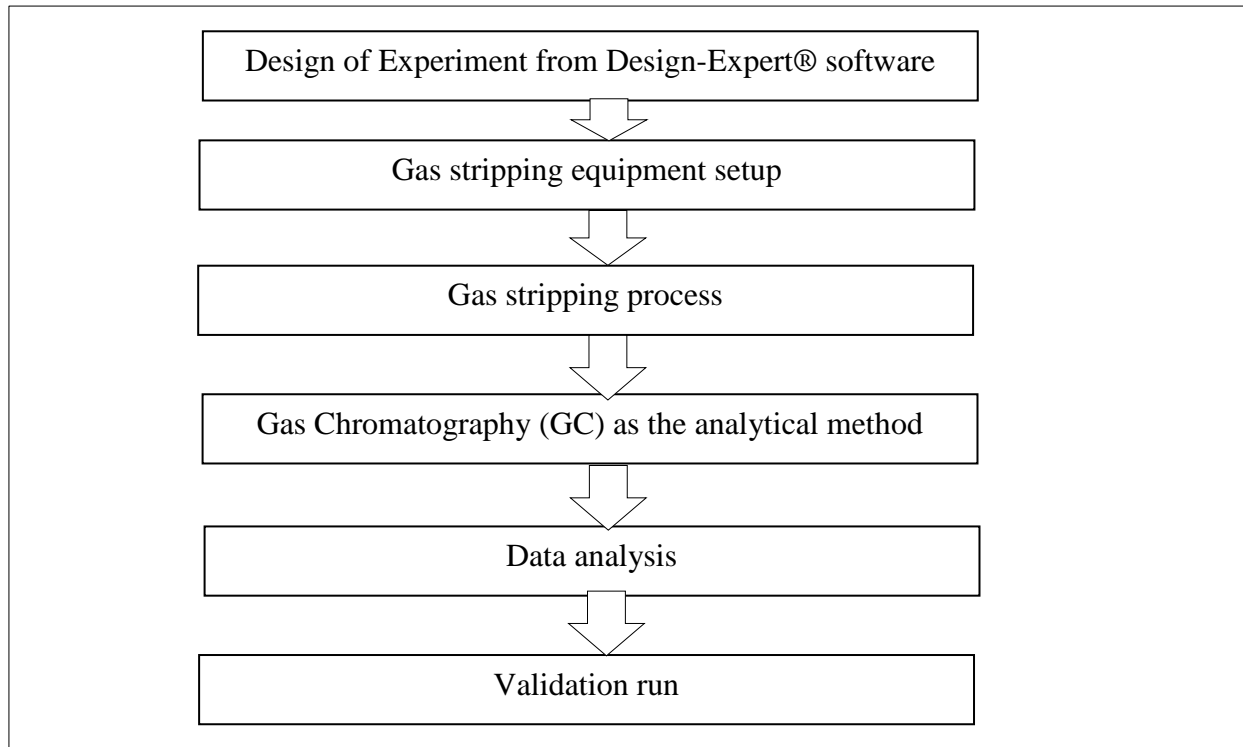 Design of Experiment from Design-Expert® software
Gas stripping equipment setup
Gas stripping process
Gas Chromatography (GC) as the analytical method
Data analysis
Validation run